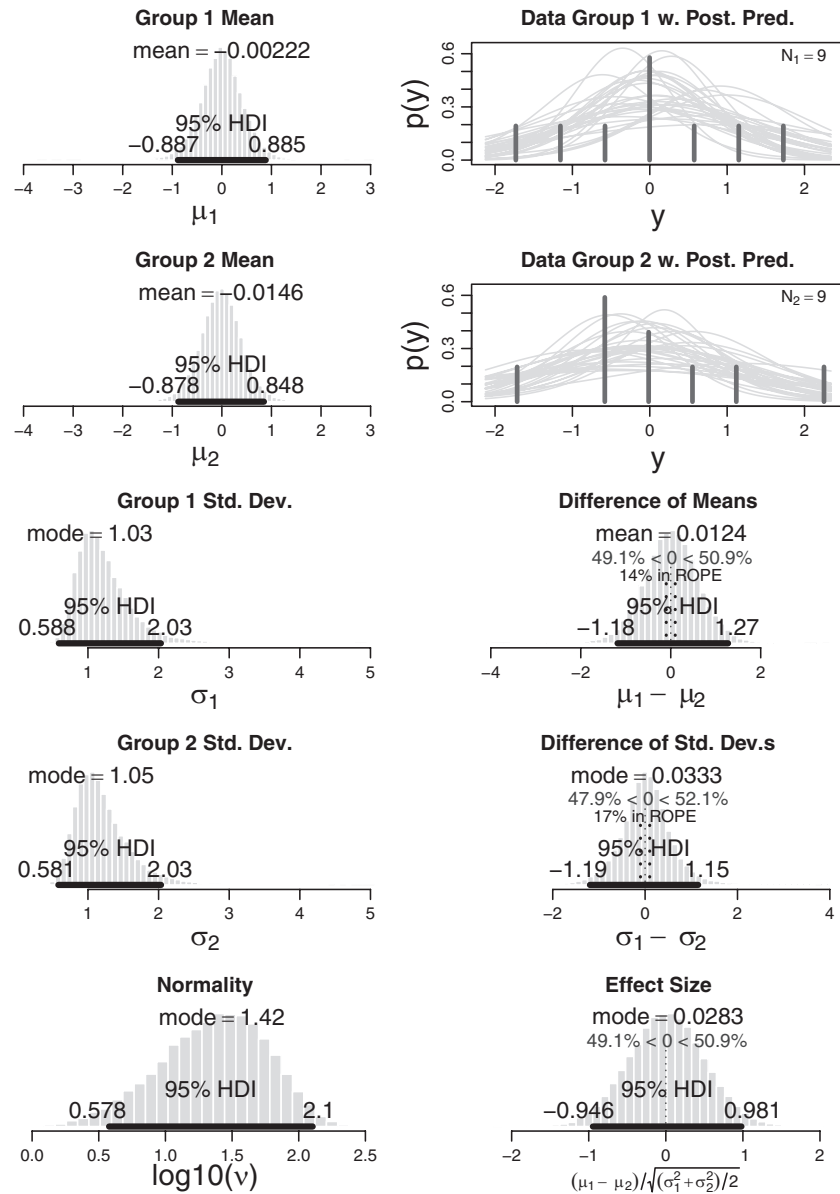 Group 1 Mean
mean = −0.00222
95% HDI
−0.887 0.885
−4 −3 −2 −1 0 1 2 3
μ1
Data Group 1 w. Post. Pred.
N1 = 9
0.6
0.3
0.0
p(y)
−2 −1 0 1 2
y
Group 2 Mean
mean = −0.0146
95% HDI
−0.878 0.848
−4 −3 −2 −1 0 1 2 3
μ2
Data Group 2 w. Post. Pred.
N2 = 9
0.6
0.3
0.0
p(y)
−2 −1 0 1 2
y
Group 1 Std. Dev.
mode = 1.03
95% HDI
0.588 2.03
1 2 3 4 5
σ1
Difference of Means
mean = 0.0124
49.1% < 0 < 50.9%
14% in ROPE
95% HDI
−1.18 1.27
−4 −2 0 2
μ1 − μ2
Group 2 Std. Dev.
mode = 1.05
95% HDI
0.581 2.03
1 2 3 4 5
σ2
Difference of Std. Dev.s
mode = 0.0333
47.9% < 0 < 52.1%
17% in ROPE
95% HDI
−1.19 1.15
−2 0 2 4
σ1 − σ2
Normality
mode = 1.42
95% HDI
0.578 2.1
0.0 0.5 1.0 1.5 2.0 2.5
log10(ν)
Effect Size
mode = 0.0283
49.1% < 0 < 50.9%
95% HDI
−0.946 0.981
−2 −1 0 1 2
(μ1 − μ2)/√(σ1² + σ2²)/2